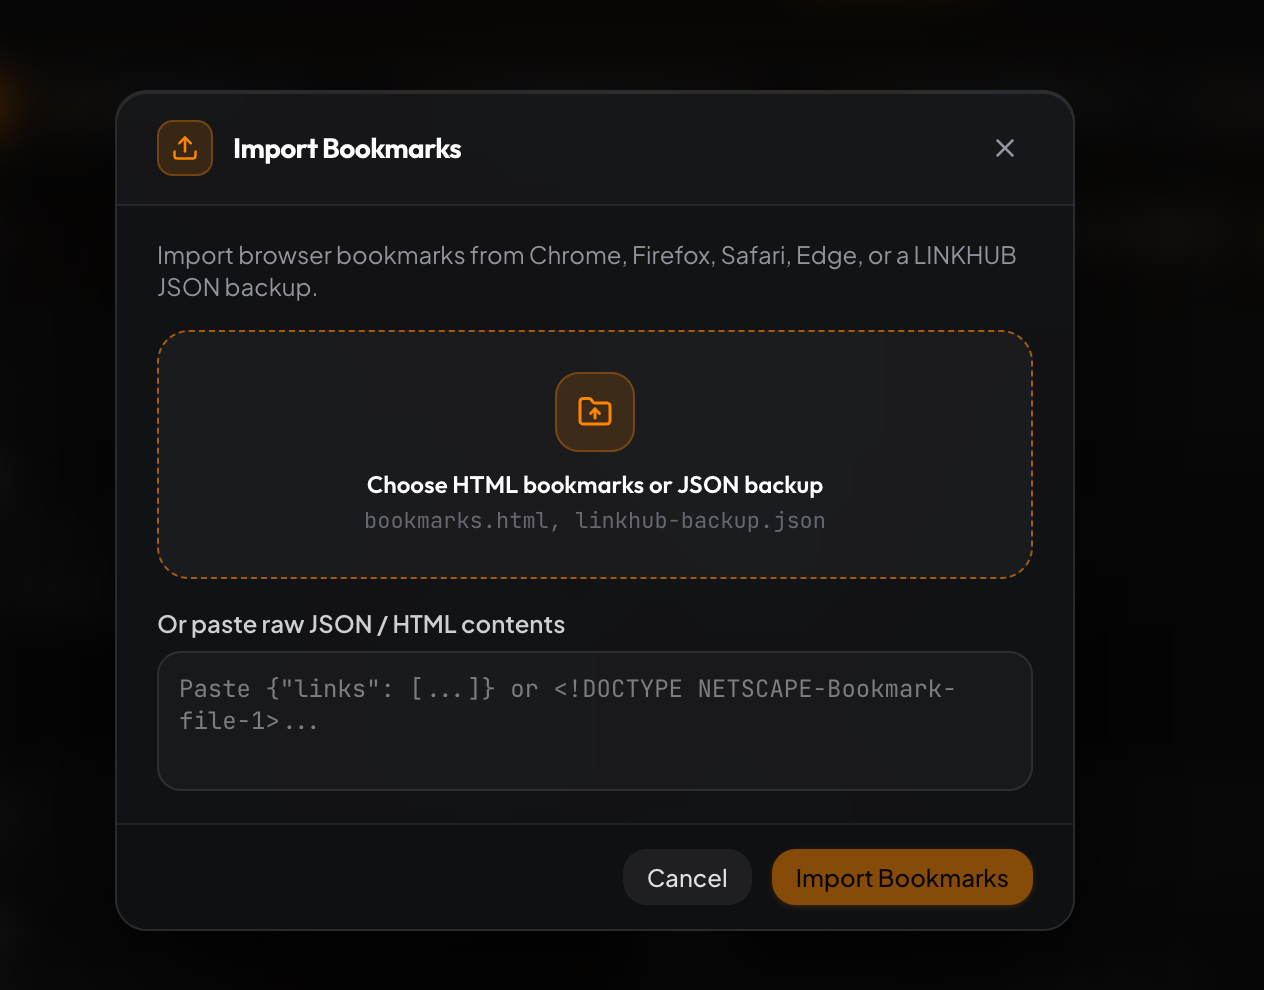 Import Bookmarks
Import browser bookmarks from Chrome, Firefox, Safari, Edge, or a LINKHUB
JSON backup.
Choose HTML bookmarks or JSON backup
bookmarks.html, linkhub-backup.json
Or paste raw JSON / HTML contents
Paste {"links": [...]} or <!DOCTYPE NETSCAPE-Bookmark-
file-1>...
Cancel
Import Bookmarks